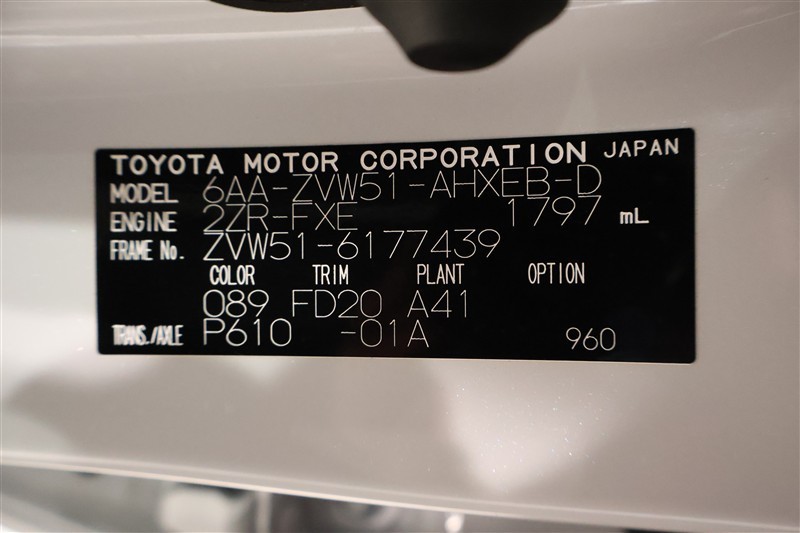 TOYOTA MOTOR CORPORATION JAPAN
MODEL 6AA-ZVW51-AHXEB-D
ENGINE 2ZR-FXE 1797 mL
FRAME No. ZVW51-6177439
COLOR TRIM PLANT OPTION
089 FD20 A41
TRANS./AXLE P610 -01A 960